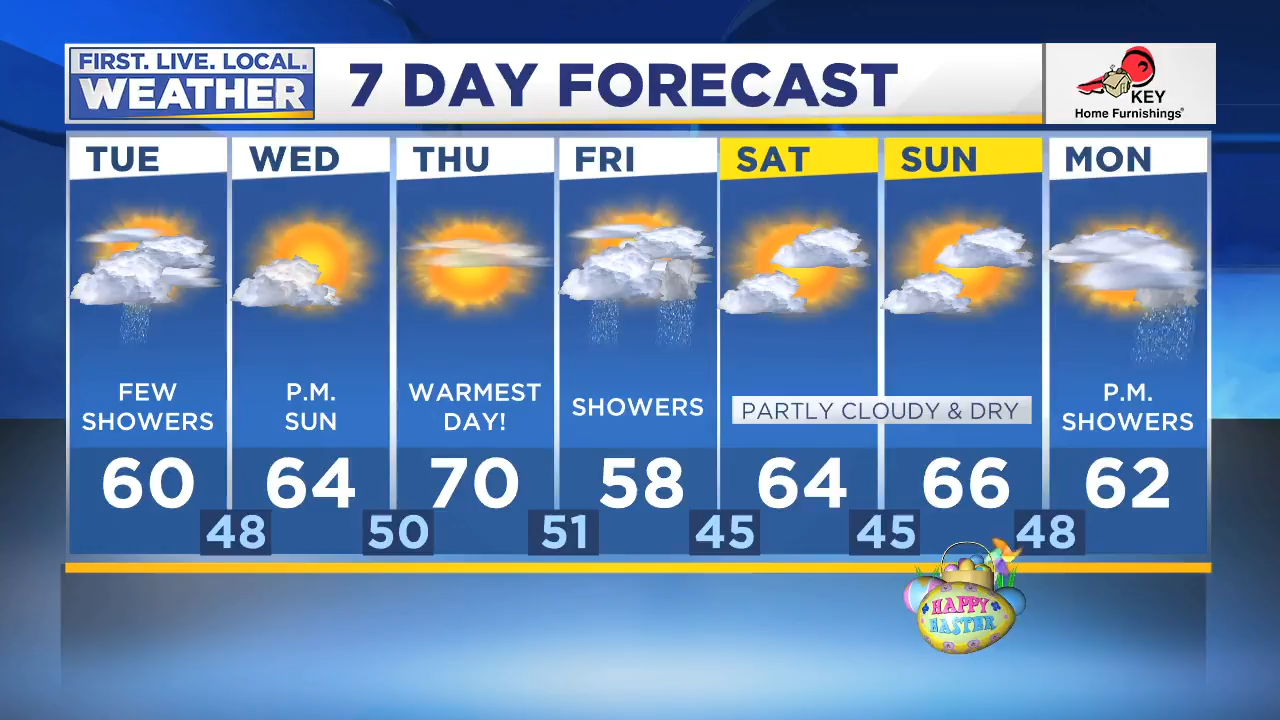 FIRST. LIVE. LOCAL.
WEATHER
7 DAY FORECAST
KEY
Home Furnishings®
TUE
WED
THU
FRI
SAT
SUN
MON
FEW
SHOWERS
P.M.
SUN
WARMEST
DAY!
SHOWERS
PARTLY CLOUDY & DRY
P.M.
SHOWERS
60
64
70
58
64
66
62
48
50
51
45
45
48
HAPPY
EASTER